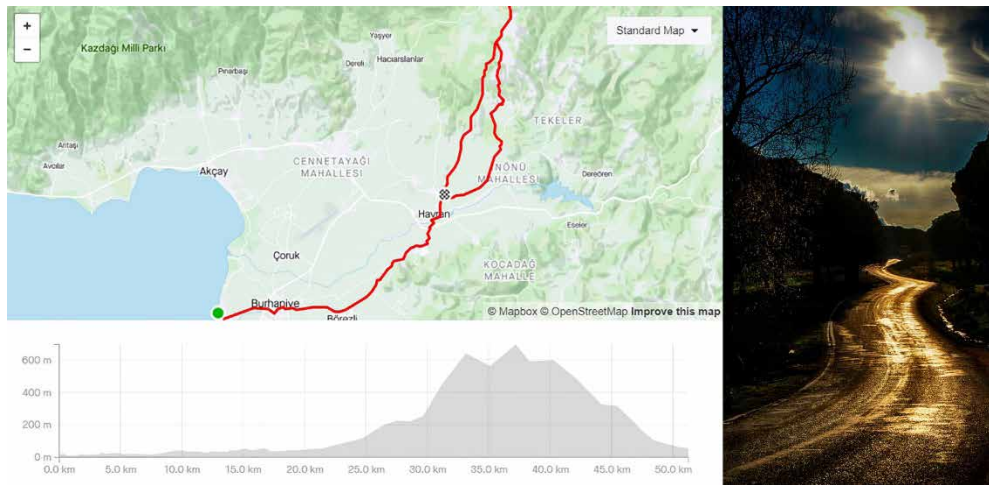 +
−
Standard Map
Kazdağı Milli Parkı
Yaşyer
Dereli
Hacıarslanlar
Pınarbaşı
TEKELER
Arıtaşı
Avcılar
Akçay
CENNETAYAĞI
MAHALLESİ
İNÖNÜ
MAHALLESİ
Dereören
Havran
Eseler
Çoruk
KOCADAĞ
MAHALLE
Burhaniye
Börezli
© Mapbox © OpenStreetMap Improve this map
600 m
400 m
200 m
0 m
0.0 km 5.0 km 10.0 km 15.0 km 20.0 km 25.0 km 30.0 km 35.0 km 40.0 km 45.0 km 50.0 km